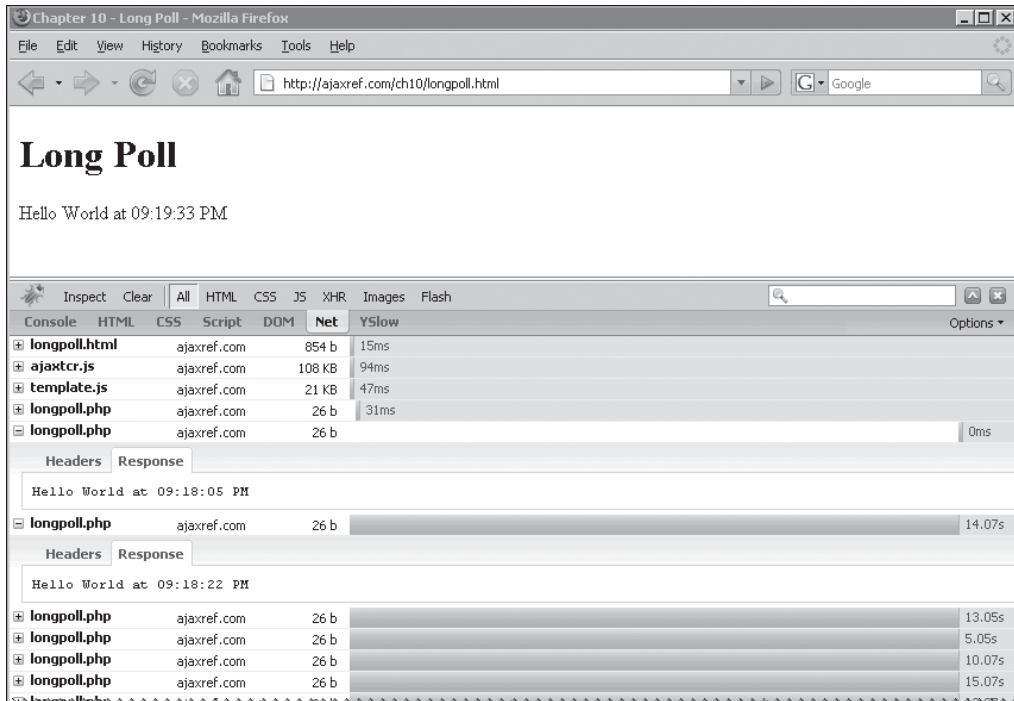 Chapter 10 - Long Poll - Mozilla Firefox
File Edit View History Bookmarks Tools Help
http://ajaxref.com/ch10/longpoll.html G Google
Long Poll
Hello World at 09:19:33 PM
Inspect Clear All HTML CSS JS XHR Images Flash
Console HTML CSS Script DOM Net YSlow Options
longpoll.html ajaxref.com 854 b 15ms
ajaxtcr.js ajaxref.com 108 KB 94ms
template.js ajaxref.com 21 KB 47ms
longpoll.php ajaxref.com 26 b 31ms
longpoll.php ajaxref.com 26 b 0ms
Headers Response
Hello World at 09:18:05 PM
longpoll.php ajaxref.com 26 b 14.07s
Headers Response
Hello World at 09:18:22 PM
longpoll.php ajaxref.com 26 b 13.05s
longpoll.php ajaxref.com 26 b 5.05s
longpoll.php ajaxref.com 26 b 10.07s
longpoll.php ajaxref.com 26 b 15.07s